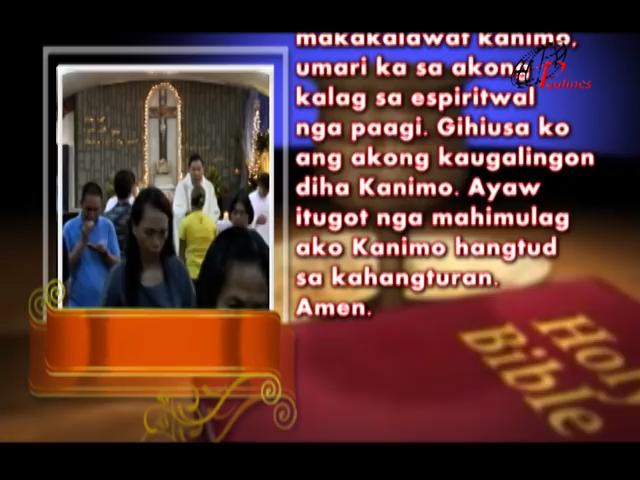 makakalawat kanimo,
umari ka sa akong
kalag sa espiritwal
nga paagi. Gihiusa ko
ang akong kaugalingon
diha Kanimo. Ayaw
itugot nga mahimulag
ako Kanimo hangtud
sa kahangturan.
Amen.
Paulines
Holy
Bible